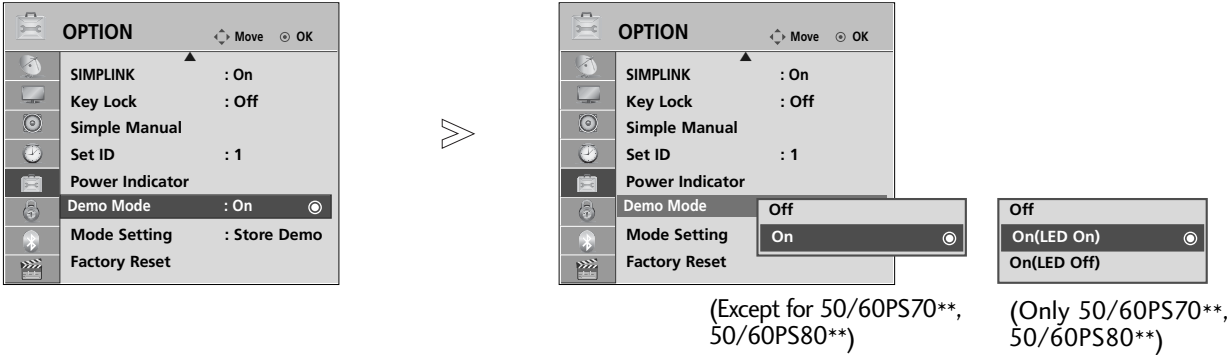 OPTION Move OK
SIMPLINK : On
Key Lock : Off
Simple Manual
Set ID : 1
Power Indicator
Demo Mode : On
Mode Setting : Store Demo
Factory Reset
OPTION Move OK
SIMPLINK : On
Key Lock : Off
Simple Manual
Set ID : 1
Power Indicator
Demo Mode
Mode Setting
Factory Reset
Off
On
(Except for 50/60PS70**,
50/60PS80**)
Off
On(LED On)
On(LED Off)
(Only 50/60PS70**,
50/60PS80**)